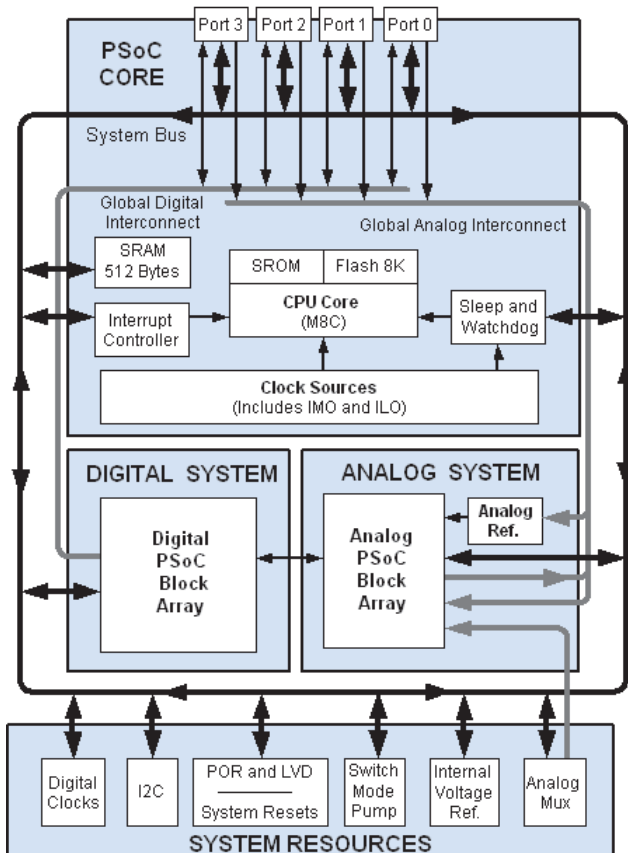 Port 3
Port 2
Port 1
Port 0
PSoC
CORE
System Bus
Global Digital
Interconnect
Global Analog Interconnect
SRAM
512 Bytes
SROM
Flash 8K
CPU Core
(M8C)
Interrupt
Controller
Sleep and
Watchdog
Clock Sources
(Includes IMO and ILO)
DIGITAL SYSTEM
ANALOG SYSTEM
Digital
PSoC
Block
Array
Analog
PSoC
Block
Array
Analog
Ref.
Digital
Clocks
I2C
POR and LVD
System Resets
Switch
Mode
Pump
Internal
Voltage
Ref.
Analog
Mux
SYSTEM RESOURCES